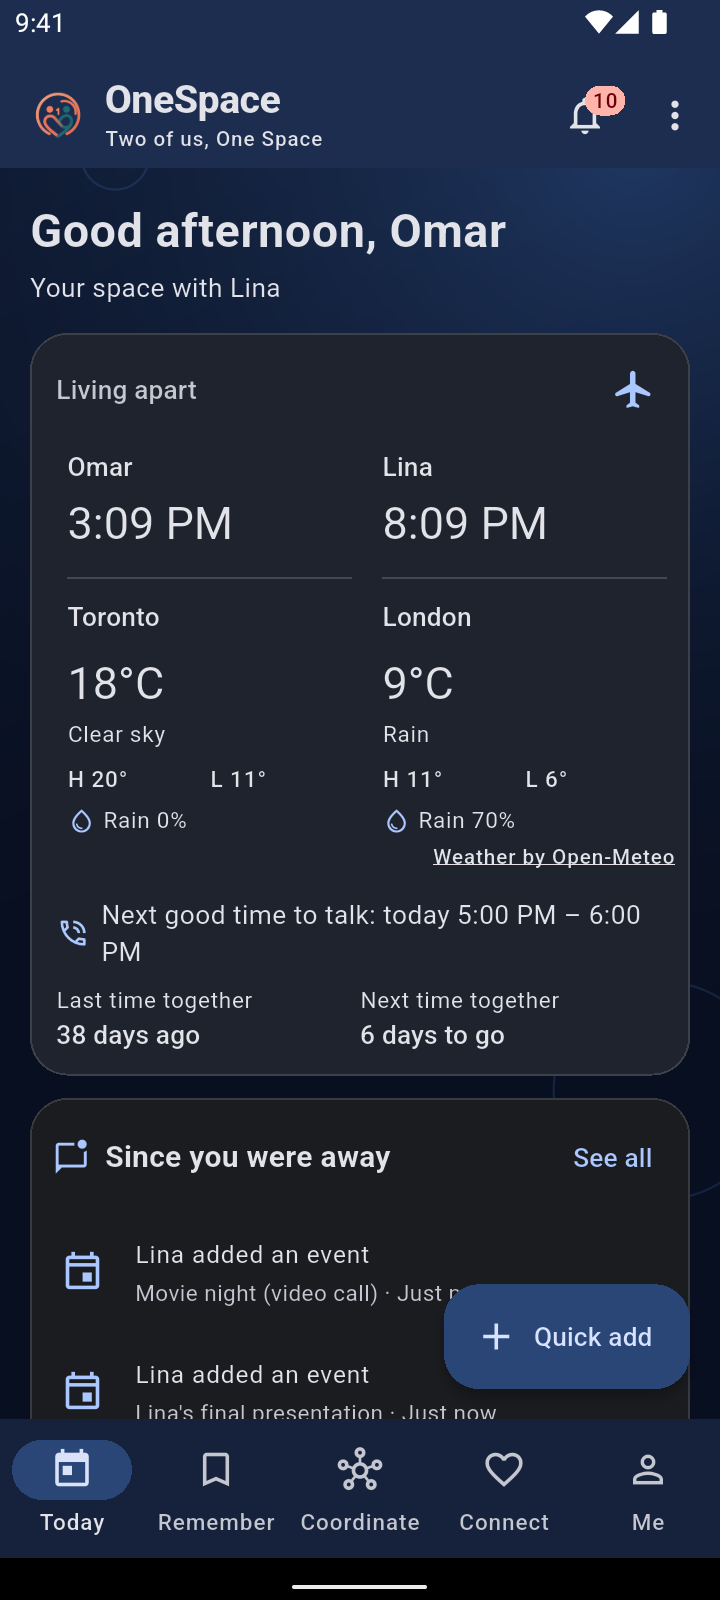 9:41
OneSpace
10
Two of us, One Space
Good afternoon, Omar
Your space with Lina
Living apart
Omar
3:09 PM
Lina
8:09 PM
Toronto
18°C
Clear sky
H 20° L 11°
Rain 0%
London
9°C
Rain
H 11° L 6°
Rain 70%
Weather by Open-Meteo
Next good time to talk: today 5:00 PM – 6:00
PM
Last time together
38 days ago
Next time together
6 days to go
Since you were away
See all
Lina added an event
Movie night (video call) · Just
Quick add
Lina added an event
Lina's final presentation · Just now
Today
Remember
Coordinate
Connect
Me